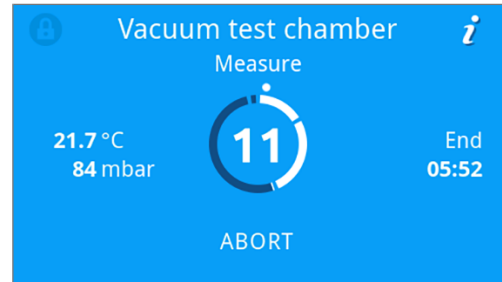 Vacuum test chamber i
Measure
21.7 °C
84 mbar
11
End
05:52
ABORT